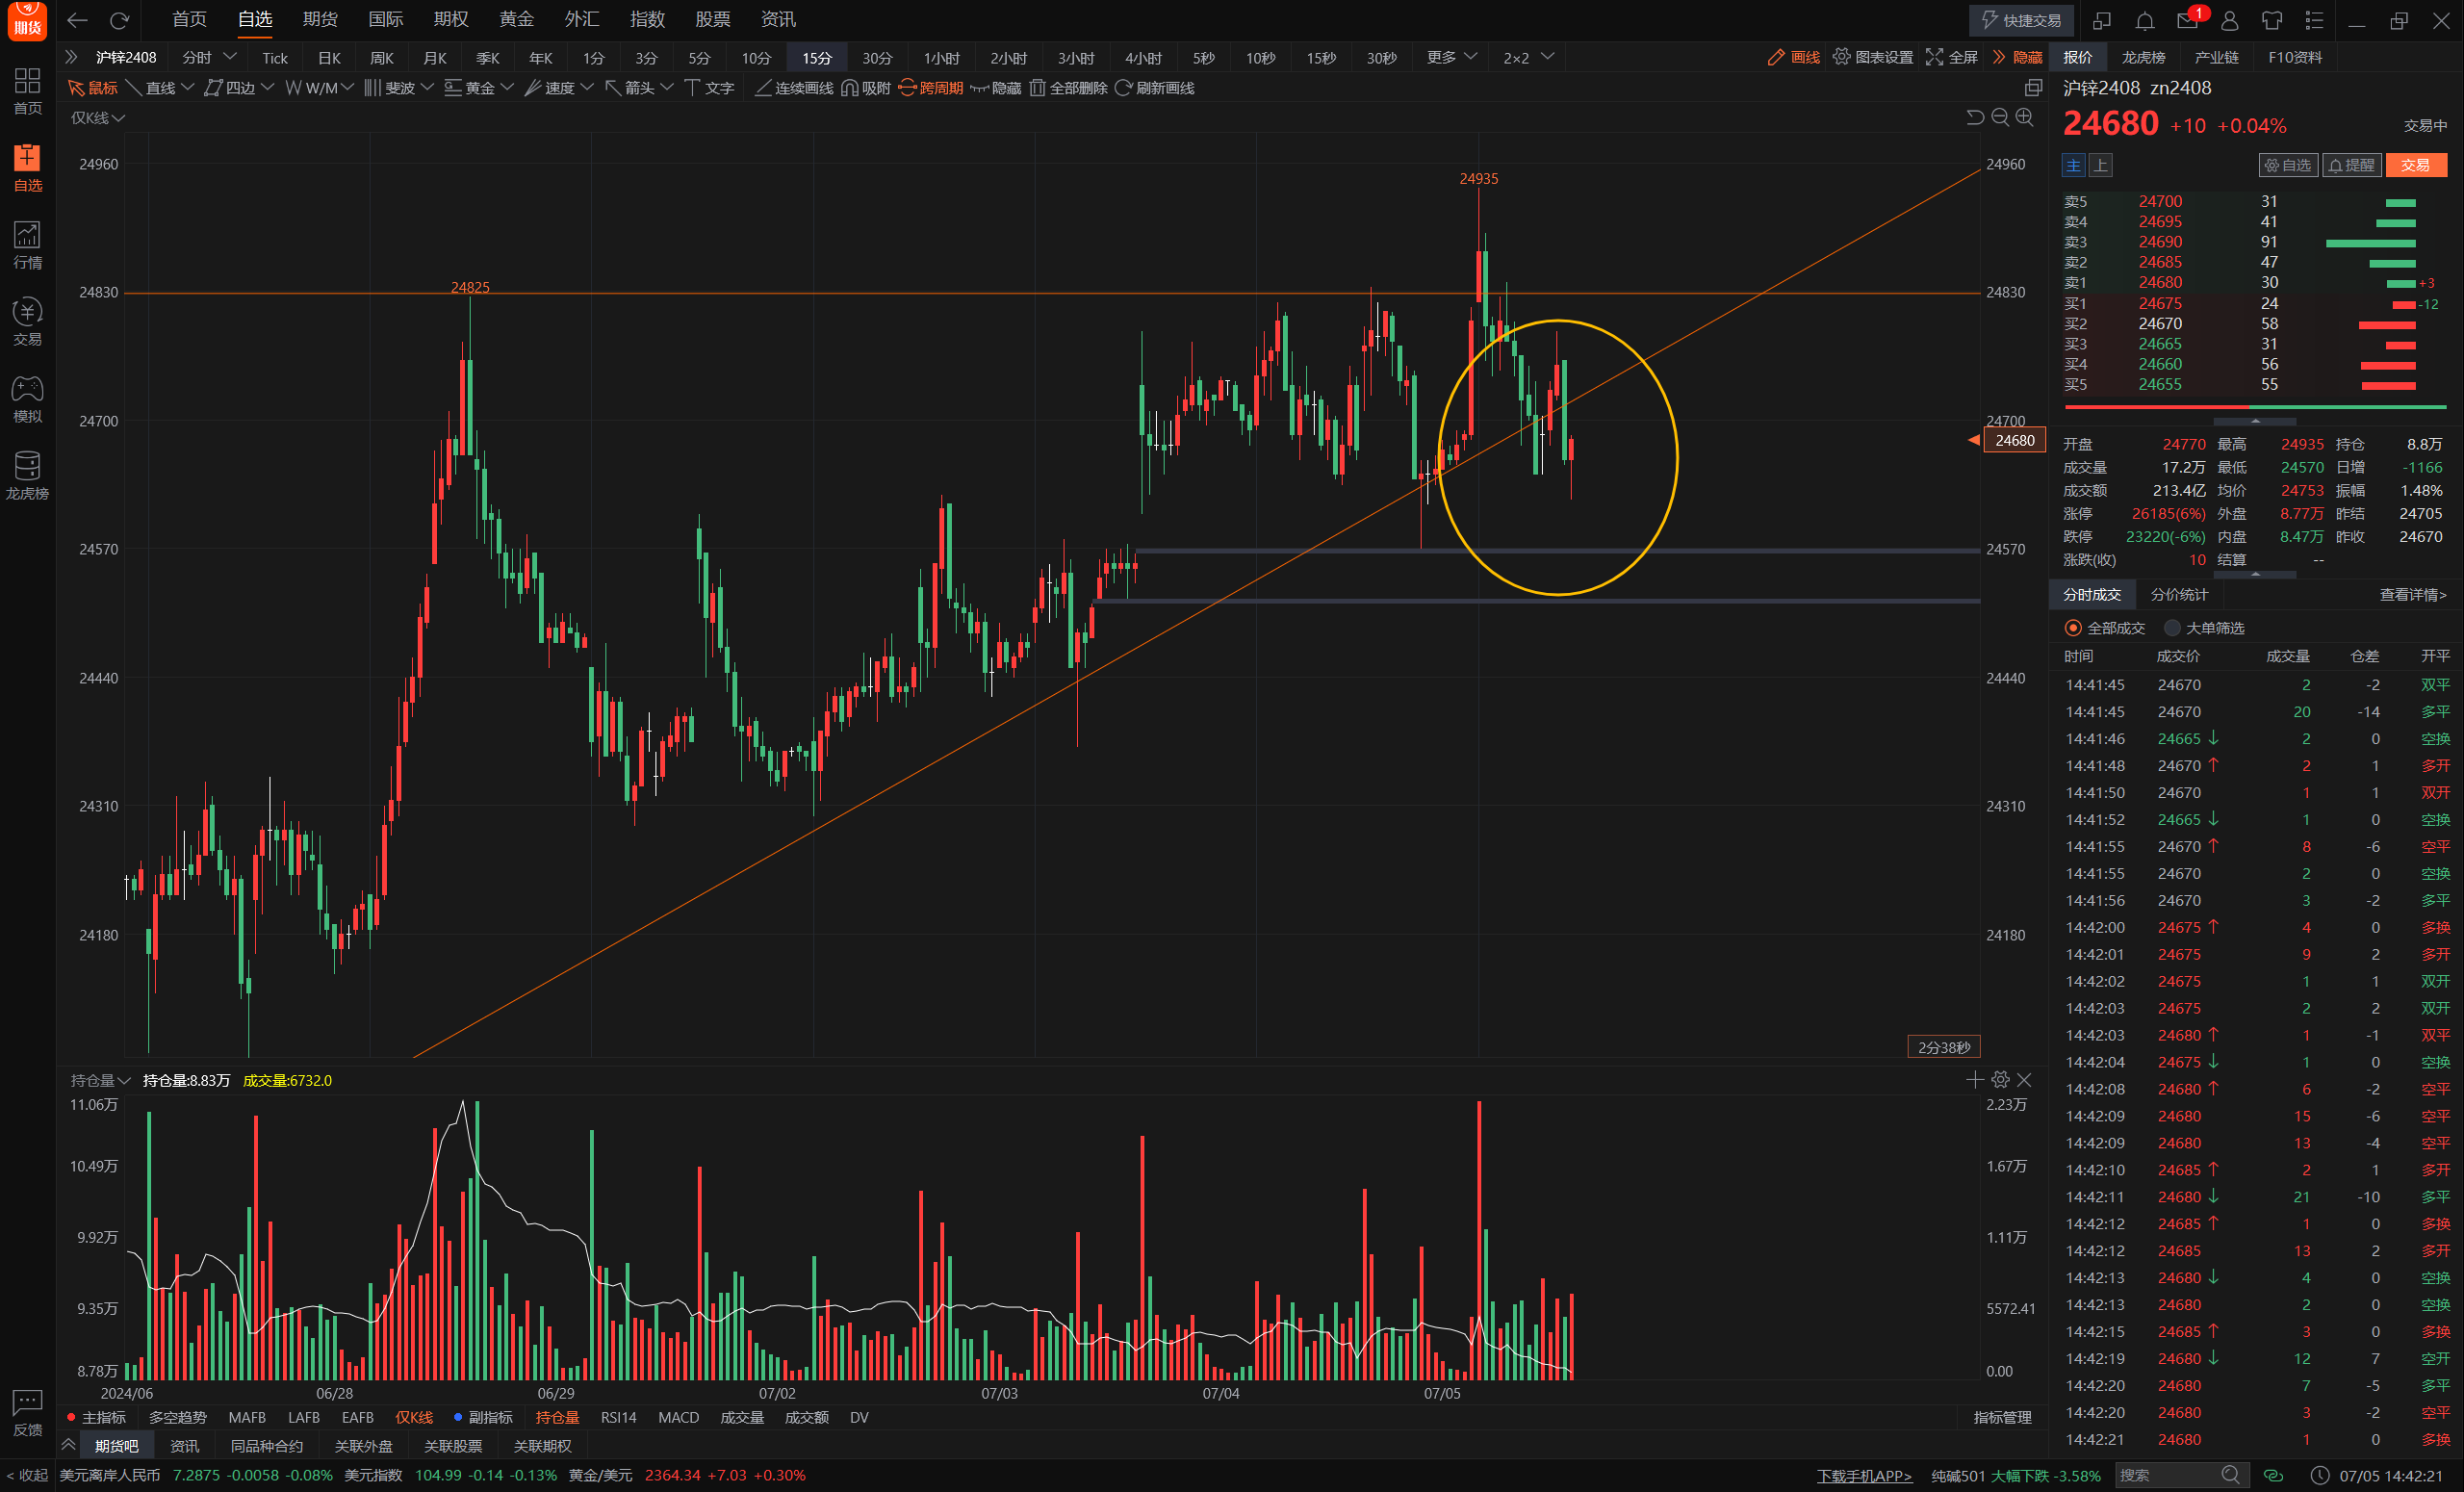 期货 首页 自选 期货 国际 期权 黄金 外汇 指数 股票 资讯 快捷交易 1
沪锌2408 分时 Tick 日K 周K 月K 季K 年K 1分 3分 5分 10分 15分 30分 1小时 2小时 3小时 4小时 5秒 10秒 15秒 30秒 更多 2×2 画线 图表设置 全屏 隐藏
鼠标 直线 四边 W/M 斐波 黄金 速度 箭头 文字 连续画线 吸附 跨周期 隐藏 全部删除 刷新画线
首页
自选
行情
交易
模拟
龙虎榜
反馈
< 收起
仅K线
24960 24960
24935
24825
24830 24830
24700 24700
24680
24570 24570
24440 24440
24310 24310
24180 24180
2分38秒
持仓量 持仓量:8.83万 成交量:6732.0
11.06万 2.23万
10.49万 1.67万
9.92万 1.11万
9.35万 5572.41
8.78万 0.00
2024/06 06/28 06/29 07/02 07/03 07/04 07/05
主指标 多空趋势 MAFB LAFB EAFB 仅K线 副指标 持仓量 RSI14 MACD 成交量 成交额 DV 指标管理
期货吧 资讯 同品种合约 关联外盘 关联股票 关联期权
报价 龙虎榜 产业链 F10资料
沪锌2408 zn2408
24680 +10 +0.04% 交易中
主 上 自选 提醒 交易
卖5 24700 31
卖4 24695 41
卖3 24690 91
卖2 24685 47
卖1 24680 30 +3
买1 24675 24 -12
买2 24670 58
买3 24665 31
买4 24660 56
买5 24655 55
开盘 24770 最高 24935 持仓 8.8万
成交量 17.2万 最低 24570 日增 -1166
成交额 213.4亿 均价 24753 振幅 1.48%
涨停 26185(6%) 外盘 8.77万 昨结 24705
跌停 23220(-6%) 内盘 8.47万 昨收 24670
涨跌(收) 10 结算 --
分时成交 分价统计 查看详情>
全部成交 大单筛选
时间 成交价 成交量 仓差 开平
14:41:45 24670 2 -2 双平
14:41:45 24670 20 -14 多平
14:41:46 24665 ↓ 2 0 空换
14:41:48 24670 ↑ 2 1 多开
14:41:50 24670 1 1 双开
14:41:52 24665 ↓ 1 0 空换
14:41:55 24670 ↑ 8 -6 空平
14:41:55 24670 2 0 空换
14:41:56 24670 3 -2 多平
14:42:00 24675 ↑ 4 0 多换
14:42:01 24675 9 2 多开
14:42:02 24675 1 1 双开
14:42:03 24675 2 2 双开
14:42:03 24680 ↑ 1 -1 双平
14:42:04 24675 ↓ 1 0 空换
14:42:08 24680 ↑ 6 -2 空平
14:42:09 24680 15 -6 空平
14:42:09 24680 13 -4 空平
14:42:10 24685 ↑ 2 1 多开
14:42:11 24680 ↓ 21 -10 多平
14:42:12 24685 ↑ 1 0 多换
14:42:12 24685 13 2 多开
14:42:13 24680 ↓ 4 0 空换
14:42:13 24680 2 0 空换
14:42:15 24685 ↑ 3 0 多换
14:42:19 24680 ↓ 12 7 空开
14:42:20 24680 7 -5 多平
14:42:20 24680 3 -2 空平
14:42:21 24680 1 0 多换
美元离岸人民币 7.2875 -0.0058 -0.08% 美元指数 104.99 -0.14 -0.13% 黄金/美元 2364.34 +7.03 +0.30% 下载手机APP> 纯碱501 大幅下跌 -3.58% 搜索 07/05 14:42:21